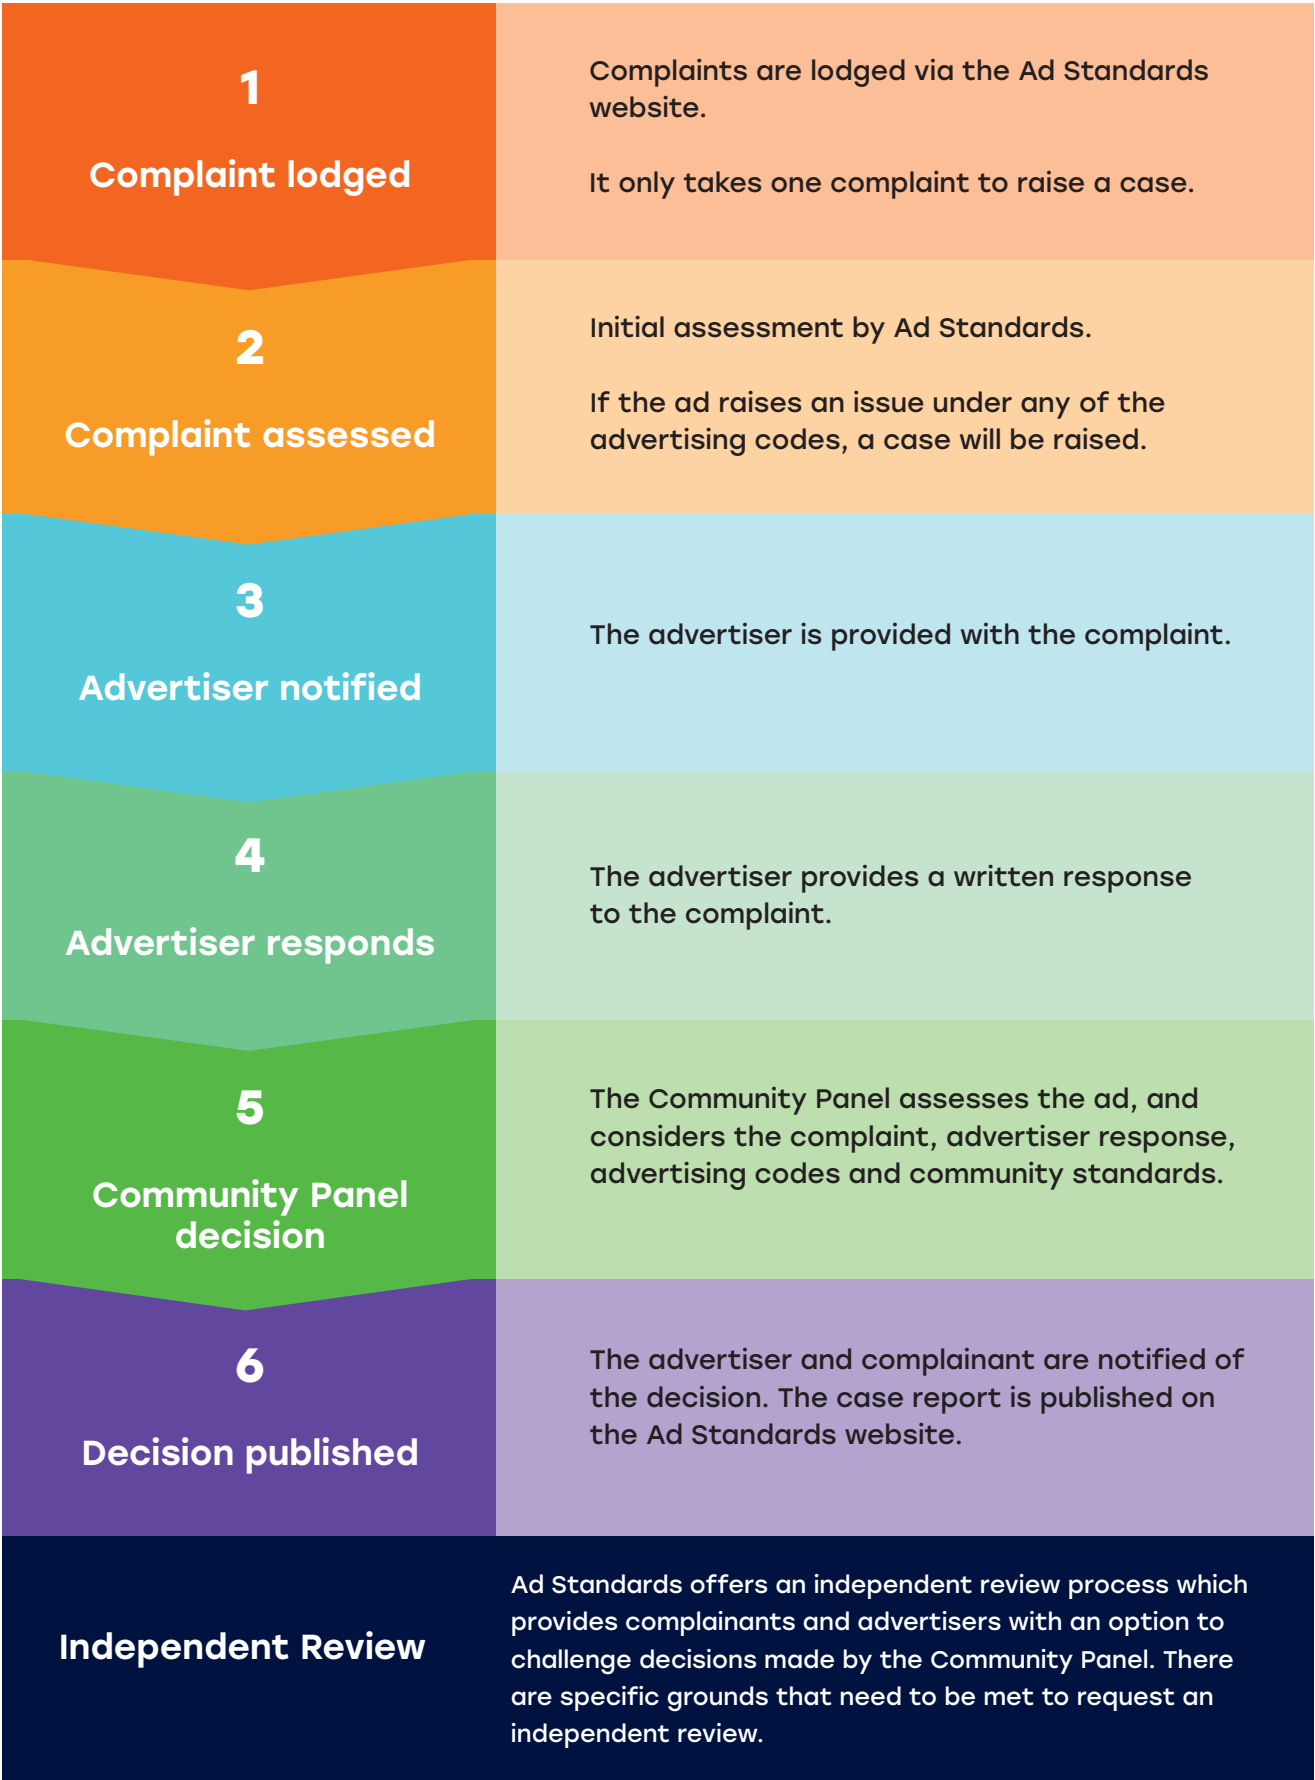 1
Complaint lodged
Complaints are lodged via the Ad Standards
website.
It only takes one complaint to raise a case.
2
Complaint assessed
Initial assessment by Ad Standards.
If the ad raises an issue under any of the
advertising codes, a case will be raised.
3
Advertiser notified
The advertiser is provided with the complaint.
4
Advertiser responds
The advertiser provides a written response
to the complaint.
5
Community Panel
decision
The Community Panel assesses the ad, and
considers the complaint, advertiser response,
advertising codes and community standards.
6
Decision published
The advertiser and complainant are notified of
the decision. The case report is published on
the Ad Standards website.
Independent Review
Ad Standards offers an independent review process which
provides complainants and advertisers with an option to
challenge decisions made by the Community Panel. There
are specific grounds that need to be met to request an
independent review.